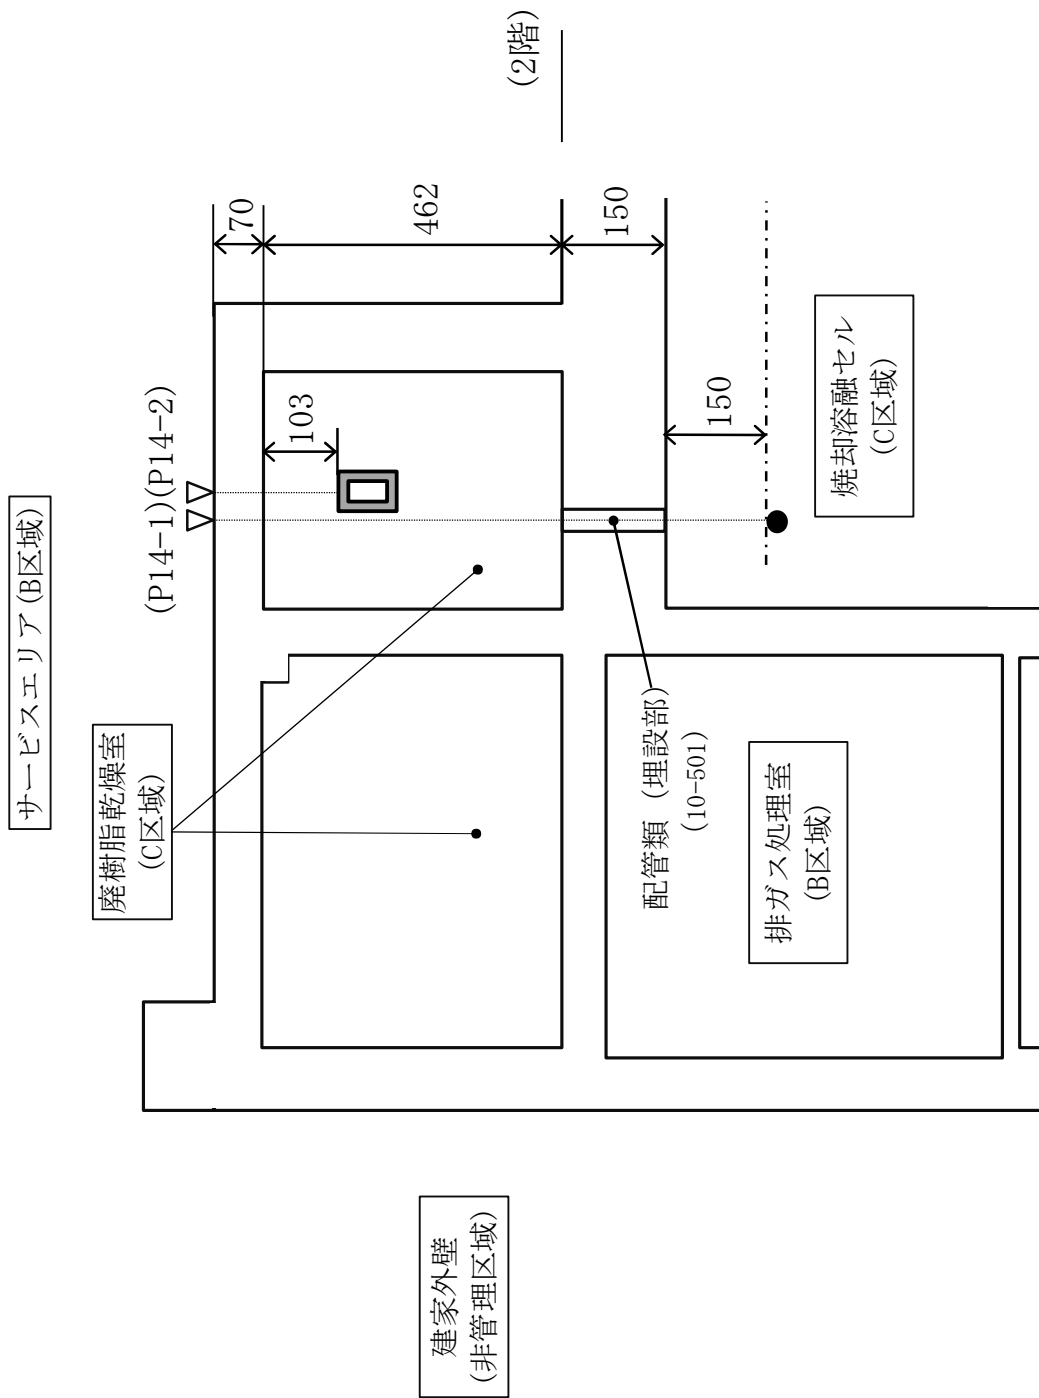 サービスエリア(B区域)
(P14-1)(P14-2)
廃樹脂乾燥室
(C区域)
70
462
150
(2階)
103
150
配管類（埋設部）
(10-501)
排ガス処理室
(B区域)
焼却溶融セル
(C区域)
建家外壁
(非管理区域)